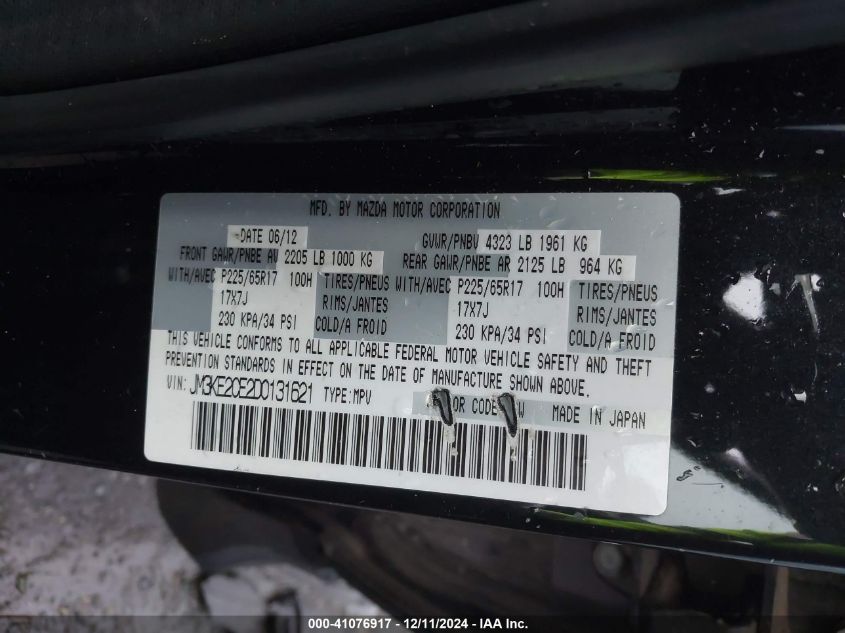 MFD. BY MAZDA MOTOR CORPORATION
DATE 06/12 GVWR/PNBV 4323 LB 1961 KG
FRONT GAWR/PNBE AV 2205 LB 1000 KG REAR GAWR/PNBE AR 2125 LB 964 KG
WITH/AVEC P225/65R17 100H TIRES/PNEUS WITH/AVEC P225/65R17 100H TIRES/PNEUS
17X7J RIMS/JANTES 17X7J RIMS/JANTES
230 KPA/34 PSI COLD/A FROID 230 KPA/34 PSI COLD/A FROID
THIS VEHICLE CONFORMS TO ALL APPLICABLE FEDERAL MOTOR VEHICLE SAFETY AND THEFT
PREVENTION STANDARDS IN EFFECT ON THE DATE OF MANUFACTURE SHOWN ABOVE.
VIN: JM3KE2CE2D0131621 TYPE:MPV OR CODE: MADE IN JAPAN
000-41076917 - 12/11/2024 - IAA Inc.